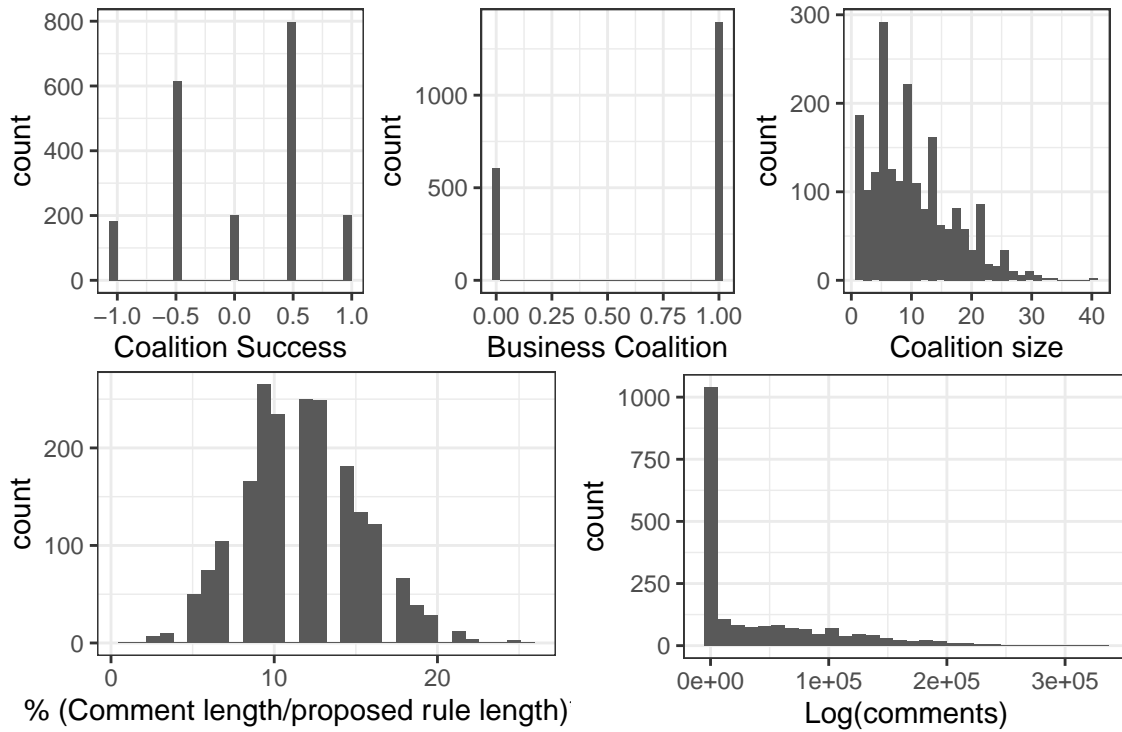 800
600
400
200
0
count
−1.0
−0.5
0.0
0.5
1.0
Coalition Success
1000
500
0
count
0.00
0.25
0.50
0.75
1.00
Business Coalition
300
200
100
0
count
0
10
20
30
40
Coalition size
200
100
0
count
0
10
20
% (Comment length/proposed rule length)
1000
750
500
250
0
count
0e+00
1e+05
2e+05
3e+05
Log(comments)